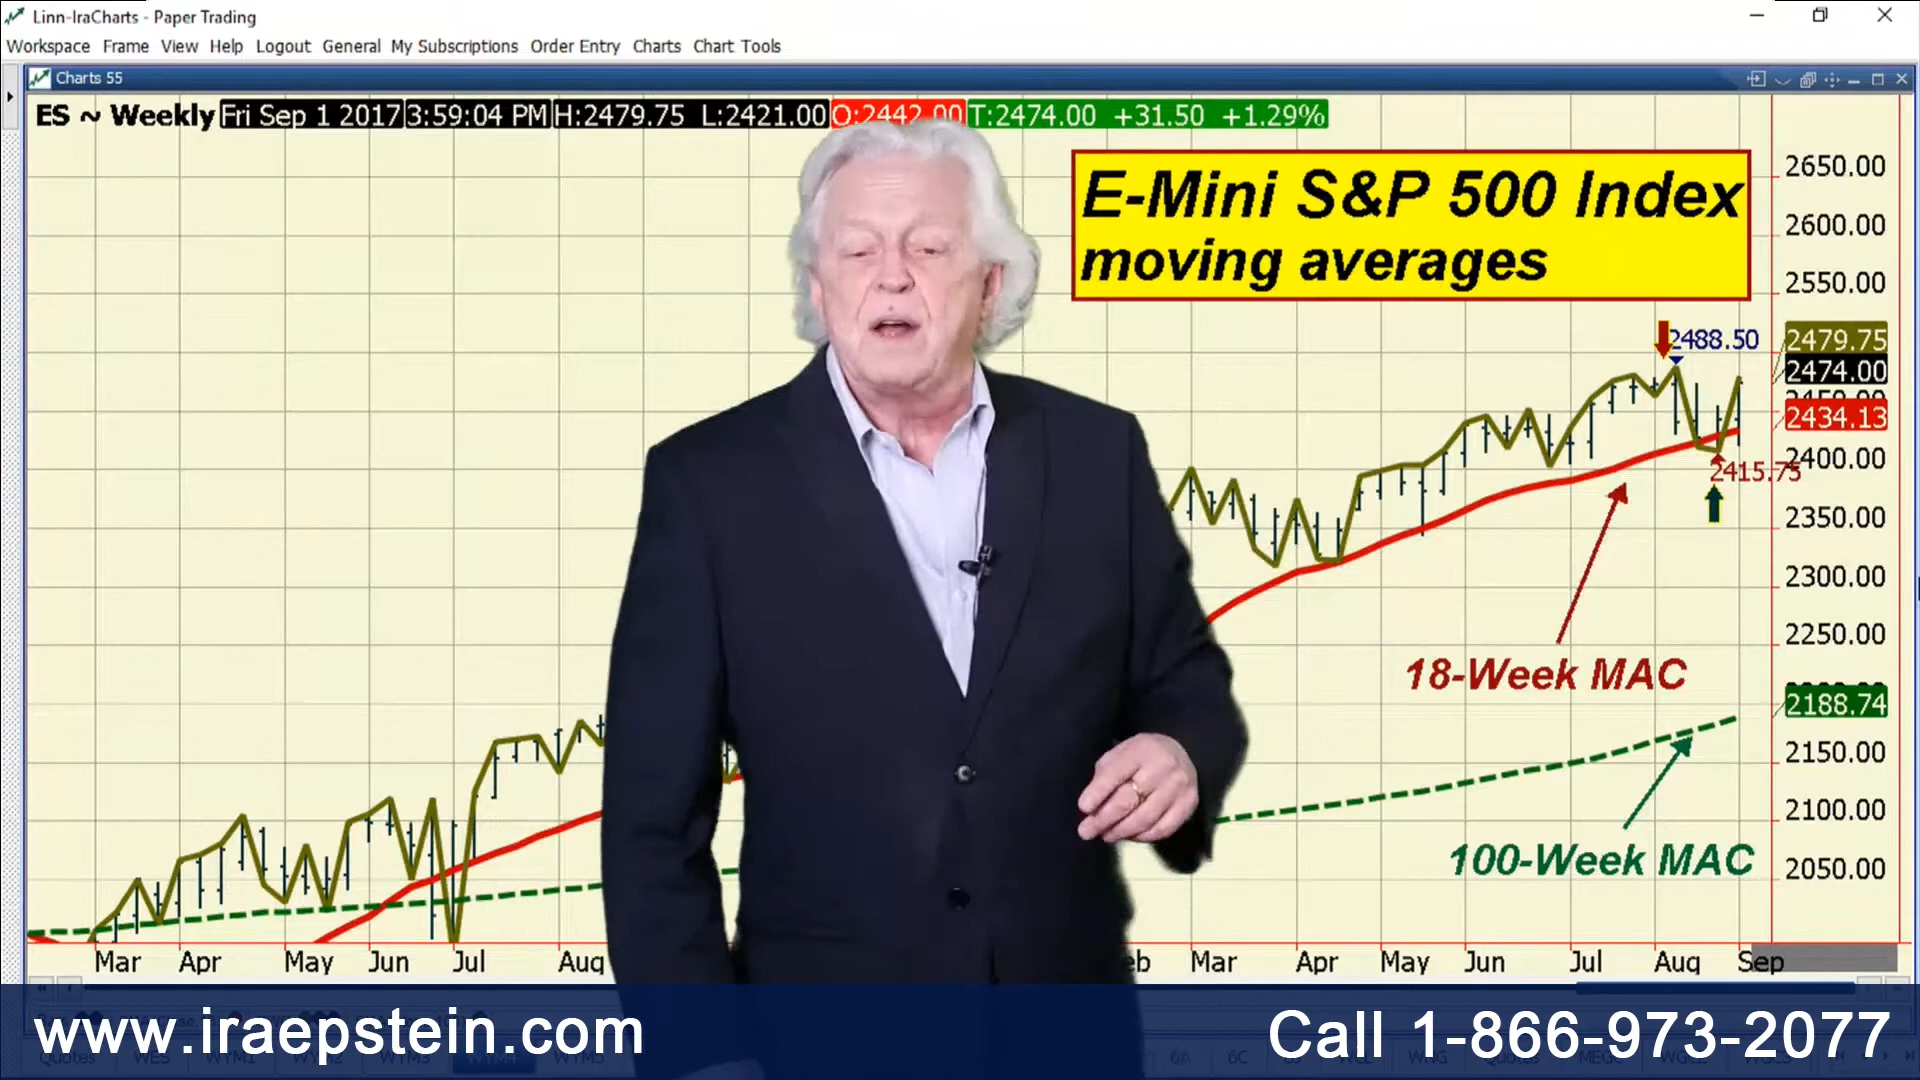 Linn-IraCharts - Paper Trading
Workspace Frame View Help Logout General My Subscriptions Order Entry Charts Chart Tools
Charts 55
ES ~ Weekly Fri Sep 1 2017 3:59:04 PM H:2479.75 L:2421.00 O:2442.00 T:2474.00 +31.50 +1.29%
E-Mini S&P 500 Index
moving averages
2650.00
2600.00
2550.00
2488.50
2479.75
2474.00
2434.13
2400.00
2415.75
2350.00
2300.00
2250.00
18-Week MAC
2188.74
2150.00
2100.00
100-Week MAC
2050.00
Mar Apr May Jun Jul Aug Mar Apr May Jun Jul Aug Sep
www.iraepstein.com
Call 1-866-973-2077